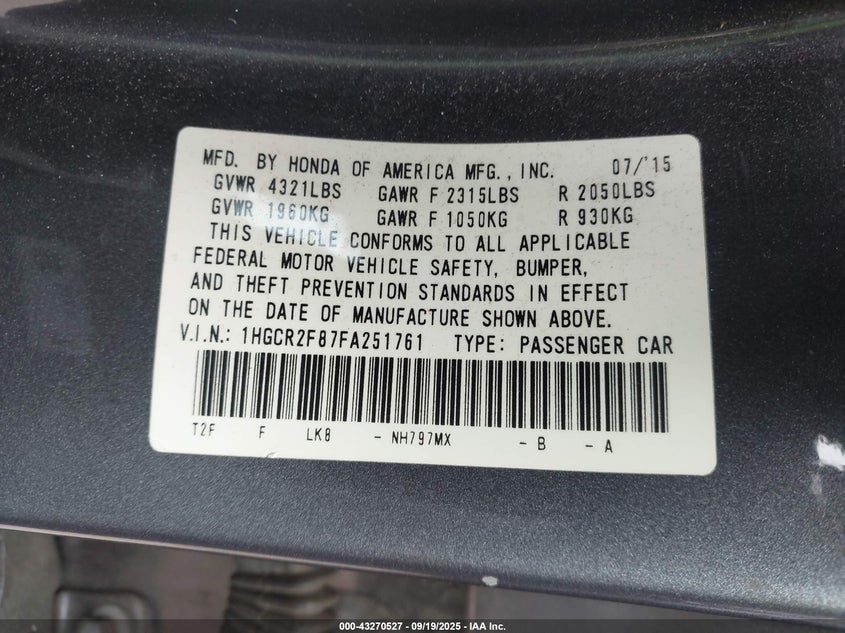 MFD. BY HONDA OF AMERICA MFG., INC. 07/'15
GVWR 4321LBS GAWR F 2315LBS R 2050LBS
GVWR 1960KG GAWR F 1050KG R 930KG
THIS VEHICLE CONFORMS TO ALL APPLICABLE
FEDERAL MOTOR VEHICLE SAFETY, BUMPER,
AND THEFT PREVENTION STANDARDS IN EFFECT
ON THE DATE OF MANUFACTURE SHOWN ABOVE.
V.I.N.: 1HGCR2F87FA251761 TYPE: PASSENGER CAR
T2F F LK8 - NH797MX - B - A
000-43270527 - 09/19/2025 - IAA Inc.